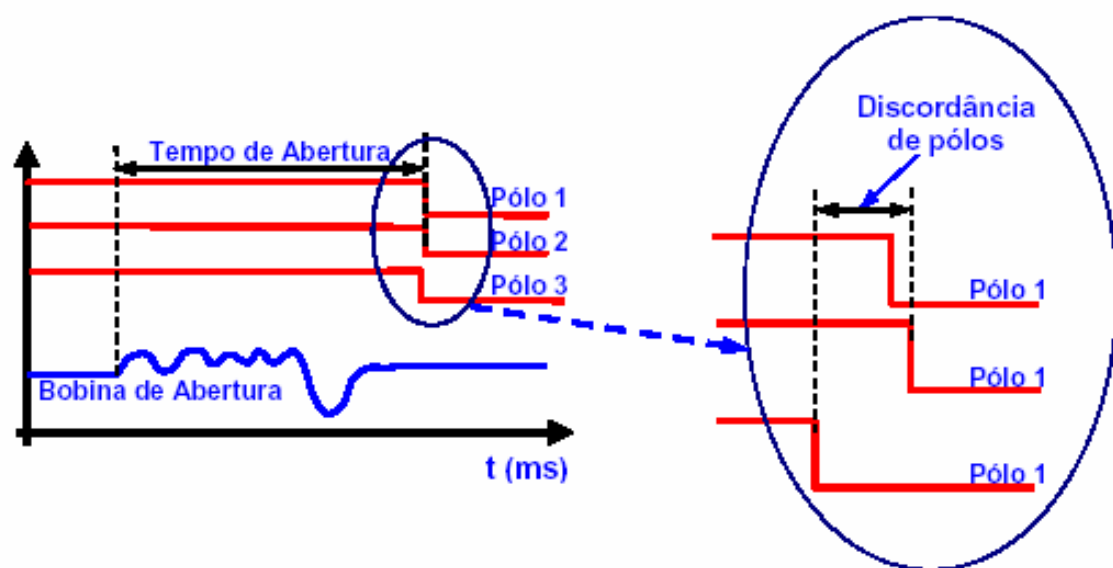 Tempo de Abertura
Pólo 1
Pólo 2
Pólo 3
Bobina de Abertura
t (ms)
Discordância
de pólos
Pólo 1
Pólo 1
Pólo 1